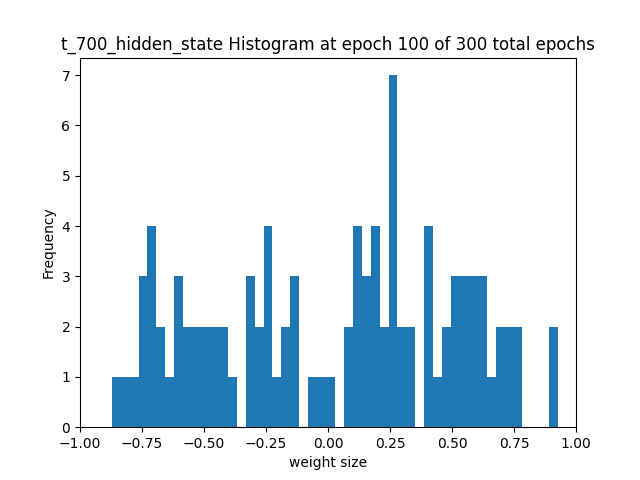 t_700_hidden_state Histogram at epoch 100 of 300 total epochs
Frequency
7
6
5
4
3
2
1
0
−1.00 −0.75 −0.50 −0.25 0.00 0.25 0.50 0.75 1.00
weight size